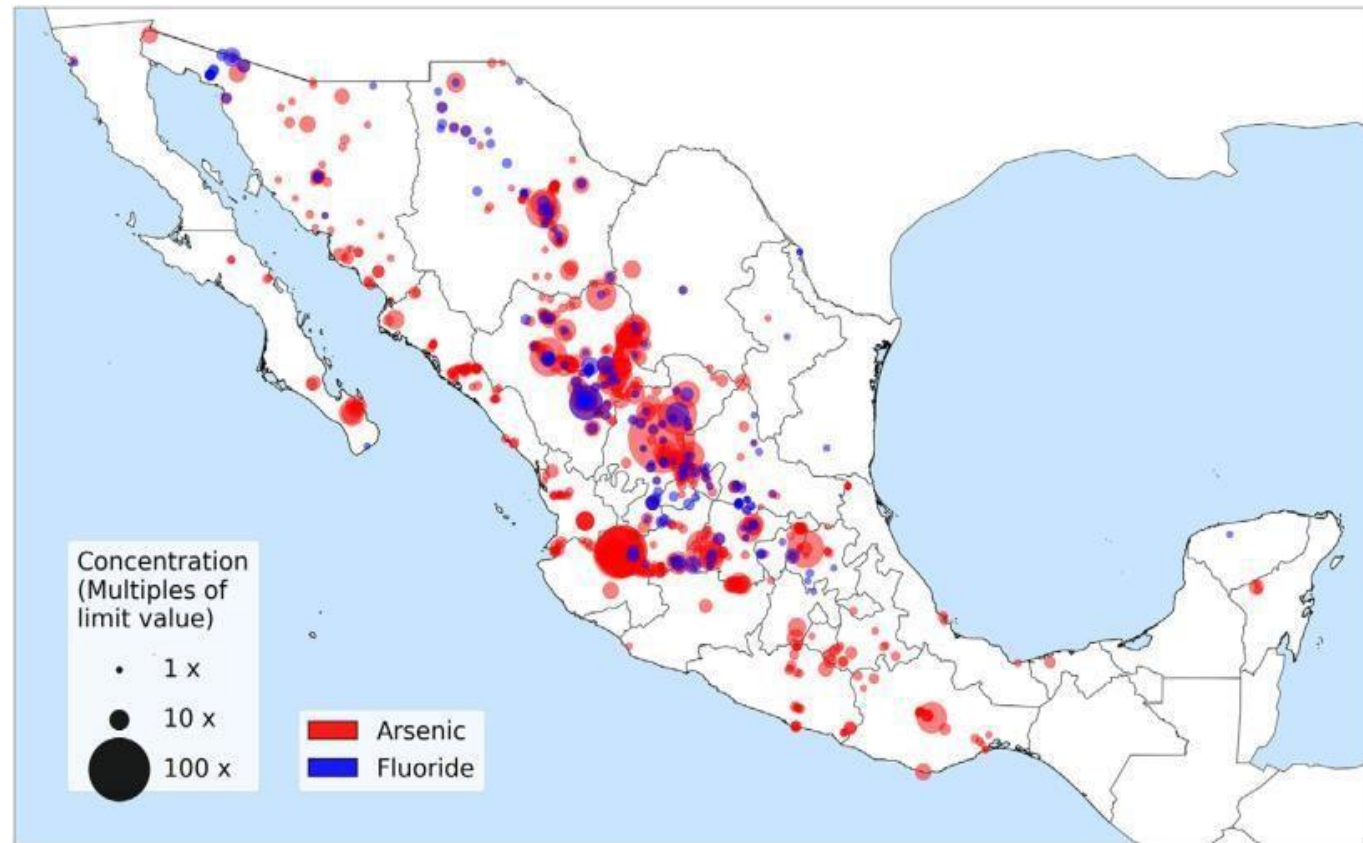 Concentration
(Multiples of
limit value)
1 x
10 x
100 x
Arsenic
Fluoride